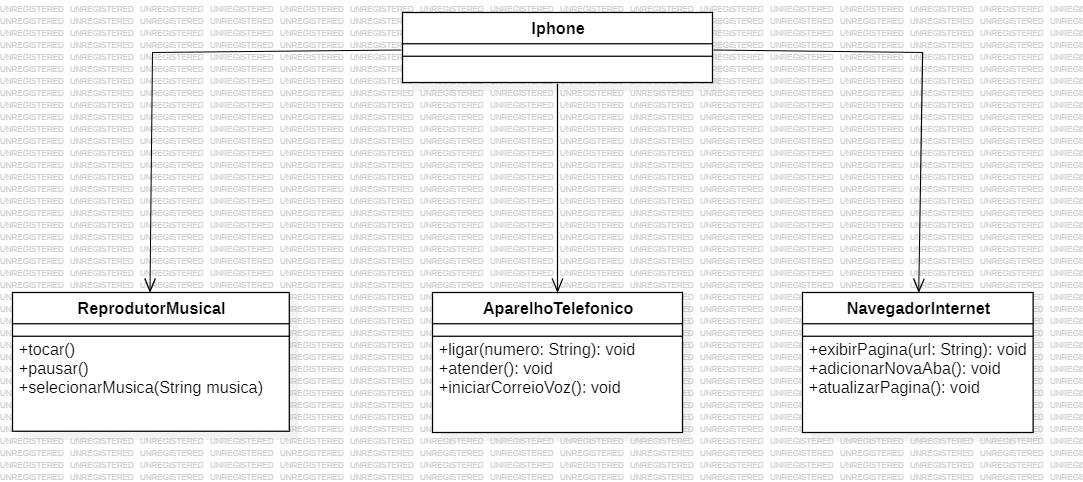 Iphone
ReprodutorMusical
+tocar()
+pausar()
+selecionarMusica(String musica)
AparelhoTelefonico
+ligar(numero: String): void
+atender(): void
+iniciarCorreioVoz(): void
NavegadorInternet
+exibirPagina(url: String): void
+adicionarNovaAba(): void
+atualizarPagina(): void
UNREGISTERED